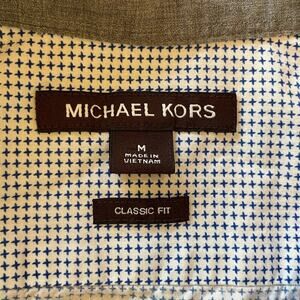 MICHAEL KORS
M
MADE IN
VIETNAM
CLASSIC FIT